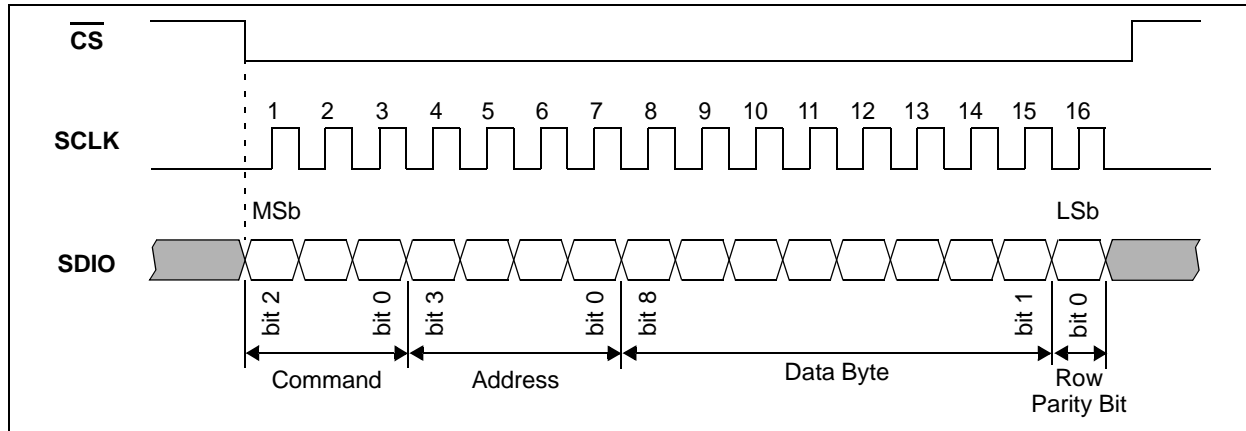 CS
1 2 3 4 5 6 7 8 9 10 11 12 13 14 15 16
SCLK
MSb LSb
SDIO
bit 2 bit 0 bit 3 bit 0 bit 8 bit 1 bit 0
Command Address Data Byte Row
Parity Bit